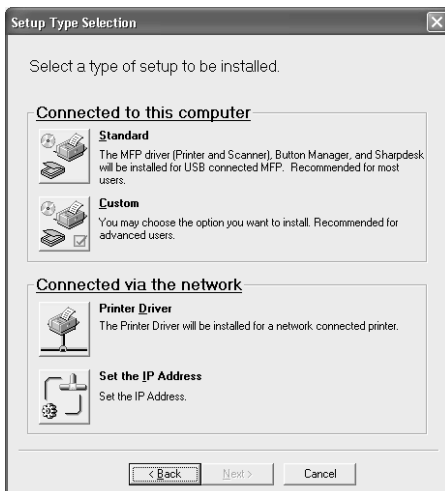 Setup Type Selection
Select a type of setup to be installed.
Connected to this computer
Standard
The MFP driver (Printer and Scanner), Button Manager, and Sharpdesk
will be installed for USB connected MFP. Recommended for most
users.
Custom
You may choose the option you want to install. Recommended for
advanced users.
Connected via the network
Printer Driver
The Printer Driver will be installed for a network connected printer.
Set the IP Address
Set the IP Address.
< Back
Next >
Cancel